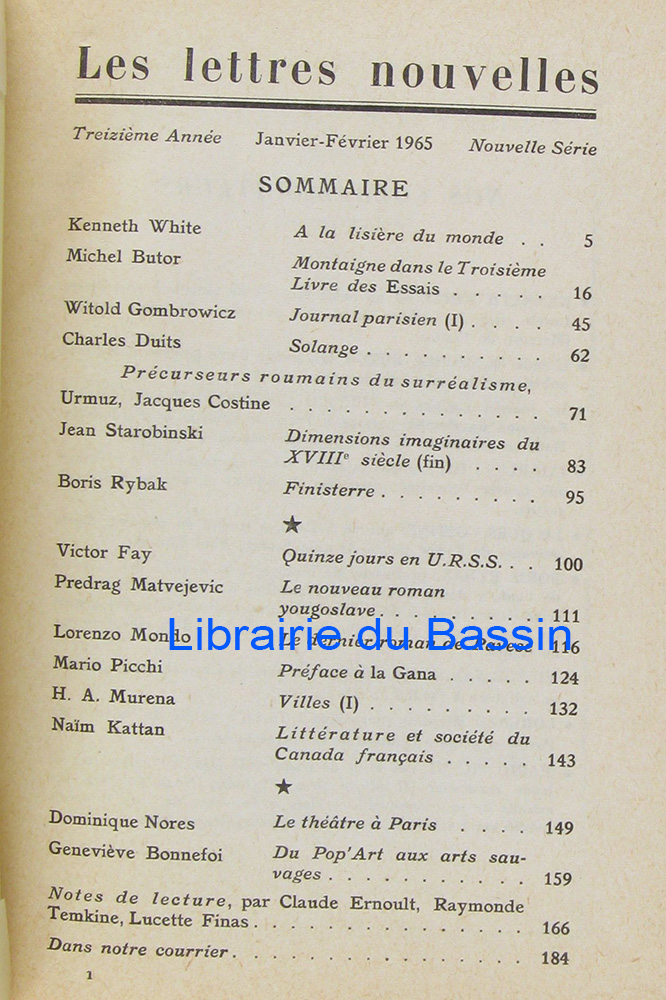 Les lettres nouvelles
Treizième Année Janvier-Février 1965 Nouvelle Série
SOMMAIRE
Kenneth White A la lisière du monde . . 5
Michel Butor Montaigne dans le Troisième
Livre des Essais . . . . . 16
Witold Gombrowicz Journal parisien (I) . . . . 45
Charles Duits Solange . . . . . . . . . . 62
Précurseurs roumains du surréalisme,
Urmuz, Jacques Costine . . . . . . . . . . . . . . 71
Jean Starobinski Dimensions imaginaires du
XVIIIe siècle (fin) . . . . 83
Boris Rybak Finisterre . . . . . . . . . 95
★
Victor Fay Quinze jours en U.R.S.S. . . 100
Predrag Matvejevic Le nouveau roman
yougoslave . . . . . . . . . 111
Lorenzo Mondo Le dernier roman de Pavese 116
Librairie du Bassin
Mario Picchi Préface à la Gana . . . . . 124
H. A. Murena Villes (I) . . . . . . . . . 132
Naïm Kattan Littérature et société du
Canada français . . . . . 143
★
Dominique Nores Le théâtre à Paris . . . . 149
Geneviève Bonnefoi Du Pop'Art aux arts sau-
vages . . . . . . . . . . . 159
Notes de lecture, par Claude Ernoult, Raymonde
Temkine, Lucette Finas . . . . . . . . . . . . . . . 166
Dans notre courrier . . . . . . . . . . . . . . . . 184
1